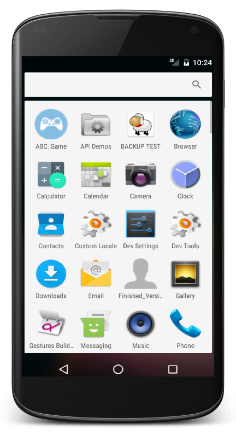 3G 10:24
ABC_Game API Demos BACKUP TEST Browser
Calculator Calendar Camera Clock
Contacts Custom Locale Dev Settings Dev Tools
Downloads Email Finished_Versi.. Gallery
Gestures Build.. Messaging Music Phone